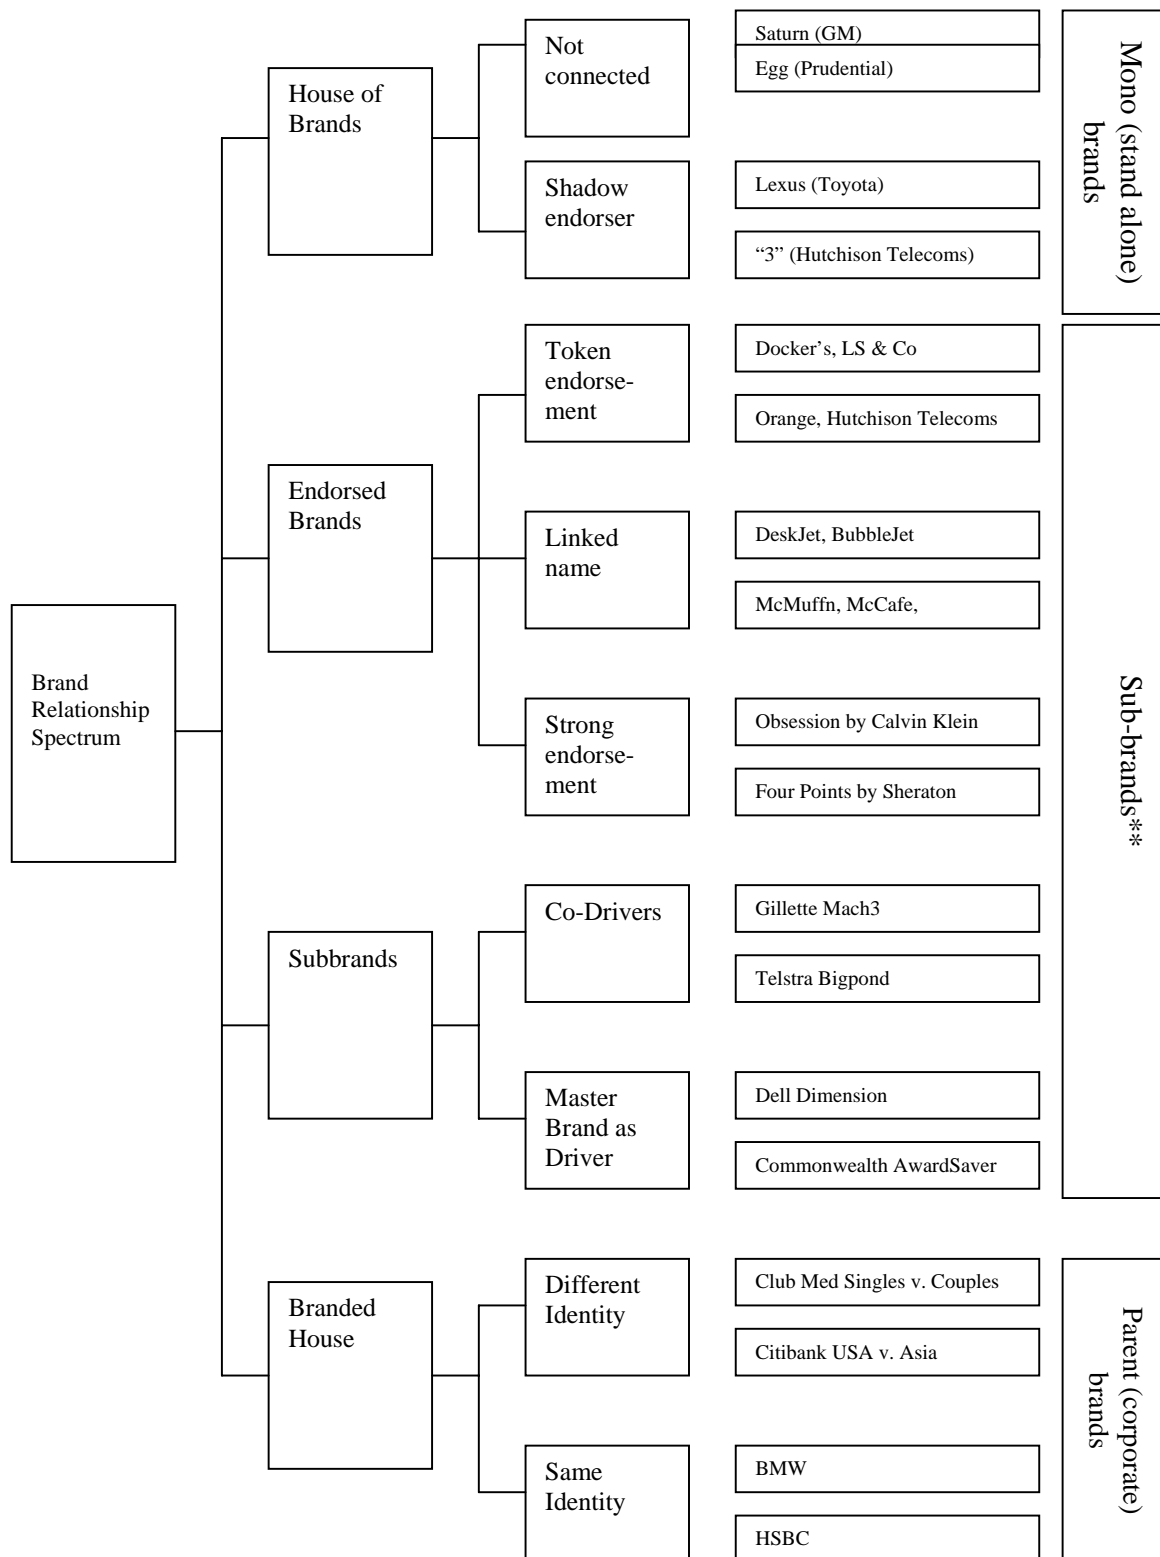 Brand
Relationship
Spectrum
House of
Brands
Not
connected
Saturn (GM)
Egg (Prudential)
Shadow
endorser
Lexus (Toyota)
“3” (Hutchison Telecoms)
Mono (stand alone)
brands
Endorsed
Brands
Token
endorse-
ment
Docker’s, LS & Co
Orange, Hutchison Telecoms
Linked
name
DeskJet, BubbleJet
McMuffn, McCafe,
Strong
endorse-
ment
Obsession by Calvin Klein
Four Points by Sheraton
Subbrands
Co-Drivers
Gillette Mach3
Telstra Bigpond
Master
Brand as
Driver
Dell Dimension
Commonwealth AwardSaver
Sub-brands**
Branded
House
Different
Identity
Club Med Singles v. Couples
Citibank USA v. Asia
Same
Identity
BMW
HSBC
Parent (corporate)
brands